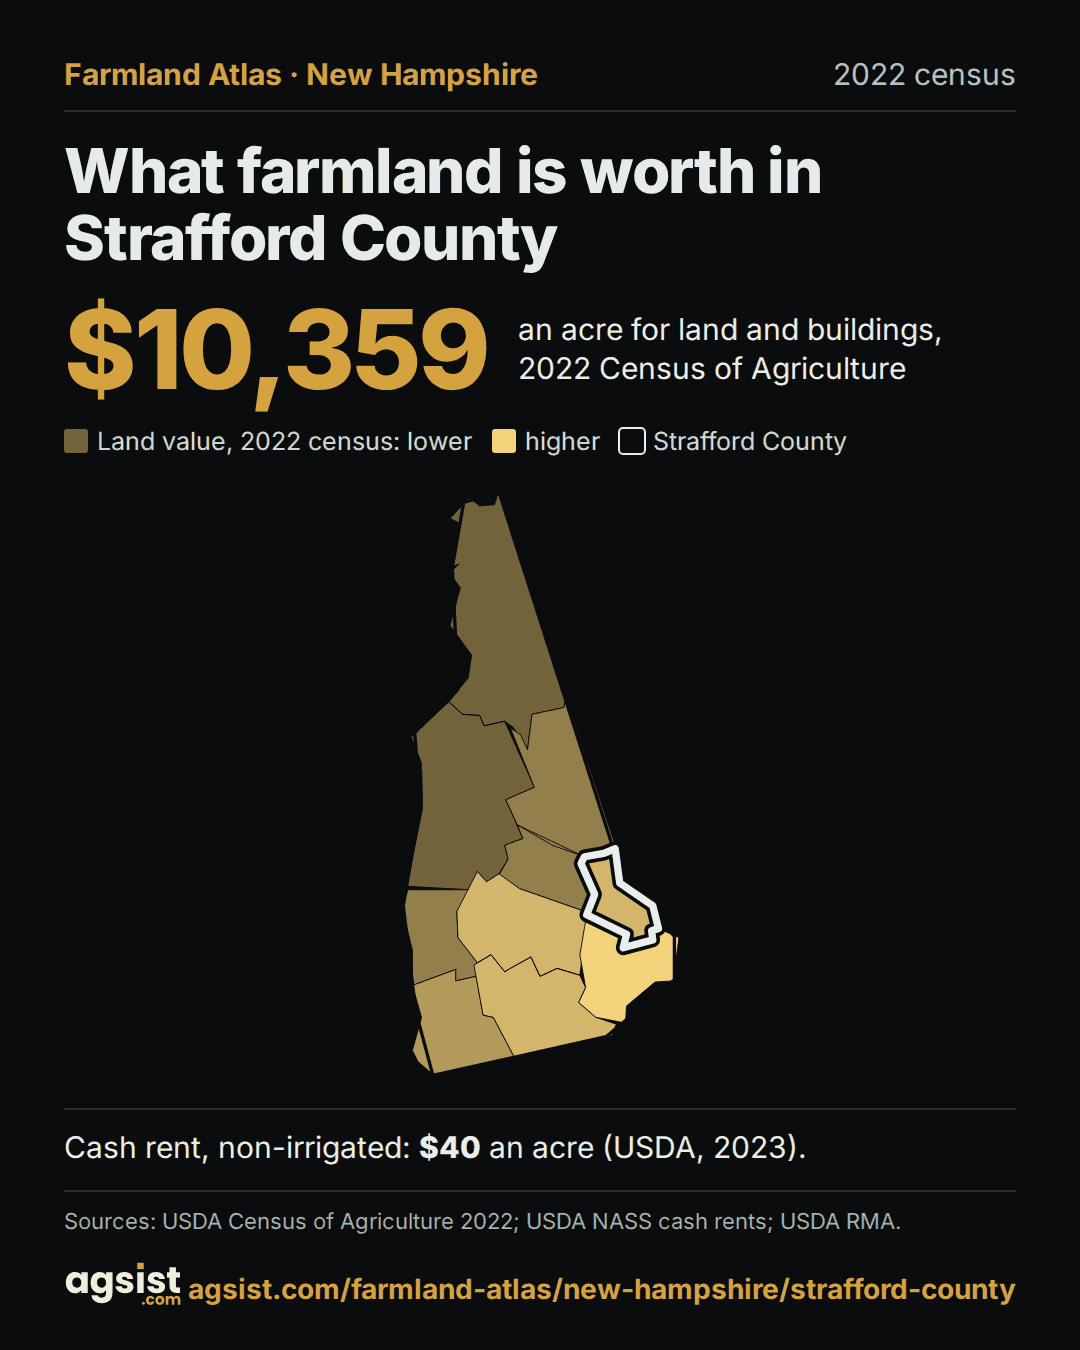 Farmland Atlas · New Hampshire
2022 census
What farmland is worth in
Strafford County
$10,359
an acre for land and buildings,
2022 Census of Agriculture
Land value, 2022 census: lower
higher
Strafford County
Cash rent, non-irrigated: $40 an acre (USDA, 2023).
Sources: USDA Census of Agriculture 2022; USDA NASS cash rents; USDA RMA.
agsist
.com
agsist.com/farmland-atlas/new-hampshire/strafford-county